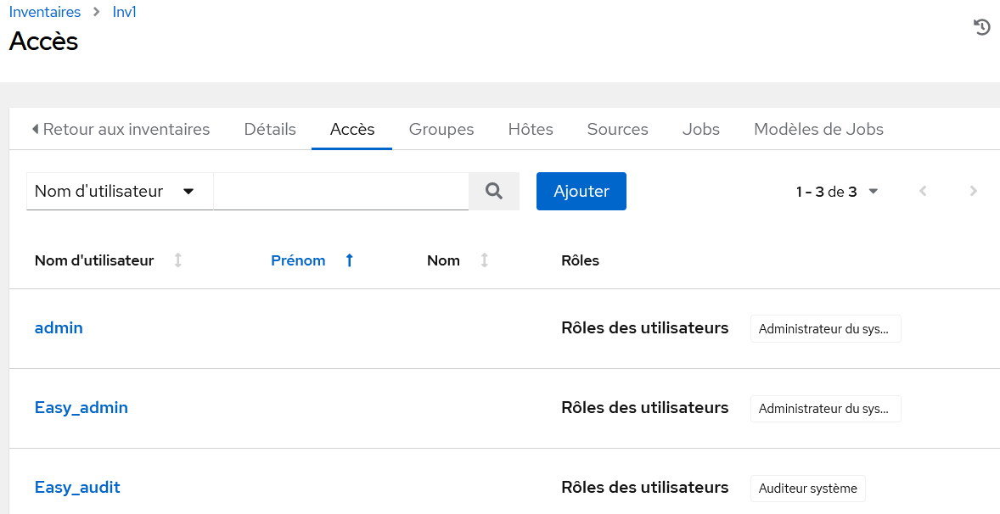 Inventaires > Inv1
Accès
Retour aux inventaires Détails Accès Groupes Hôtes Sources Jobs Modèles de Jobs
Nom d'utilisateur Ajouter 1 - 3 de 3
Nom d'utilisateur Prénom Nom Rôles
admin Rôles des utilisateurs Administrateur du sys...
Easy_admin Rôles des utilisateurs Administrateur du sys...
Easy_audit Rôles des utilisateurs Auditeur système